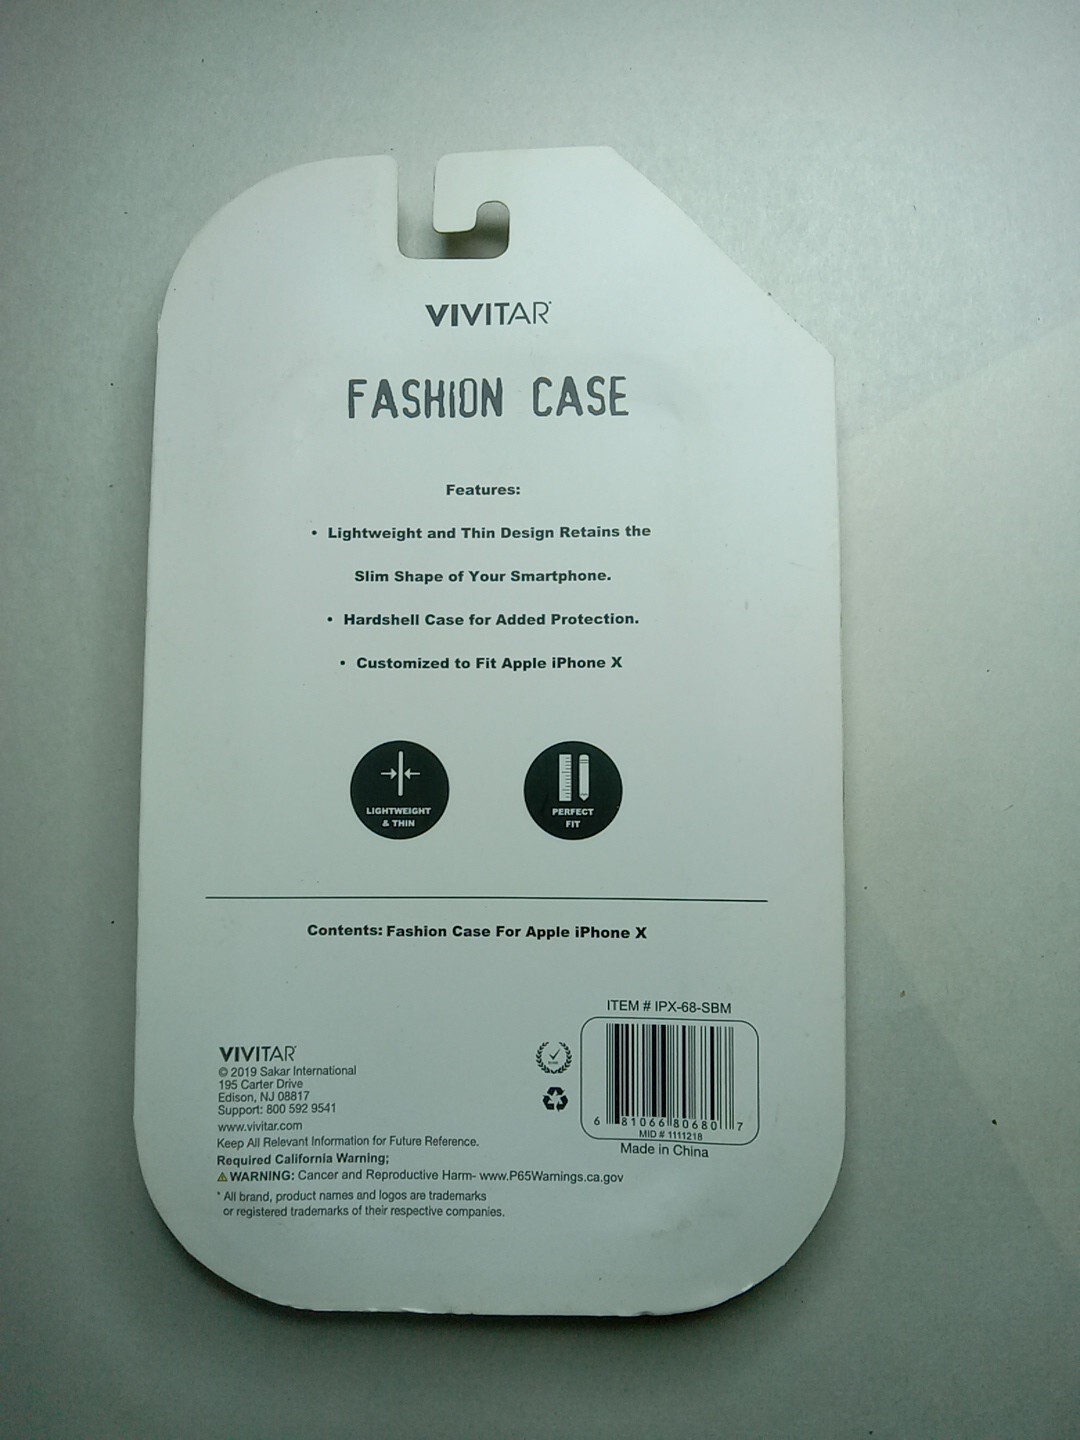 VIVITAR
FASHION CASE
Features:
• Lightweight and Thin Design Retains the
Slim Shape of Your Smartphone.
• Hardshell Case for Added Protection.
• Customized to Fit Apple iPhone X
LIGHTWEIGHT
& THIN
PERFECT
FIT
Contents: Fashion Case For Apple iPhone X
ITEM # IPX-68-SBM
6 81066 80680 7
MID # 1111218
Made in China
VIVITAR
© 2019 Sakar International
195 Carter Drive
Edison, NJ 08817
Support: 800 592 9541
www.vivitar.com
Keep All Relevant Information for Future Reference.
Required California Warning;
⚠ WARNING: Cancer and Reproductive Harm- www.P65Warnings.ca.gov
* All brand, product names and logos are trademarks
or registered trademarks of their respective companies.